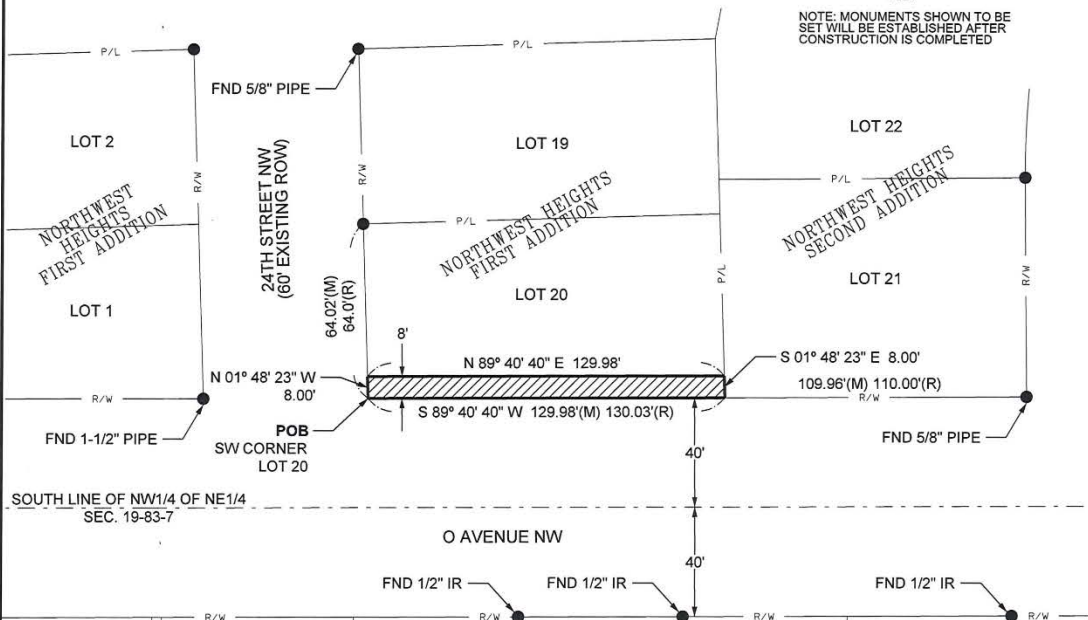 NOTE: MONUMENTS SHOWN TO BE
SET WILL BE ESTABLISHED AFTER
CONSTRUCTION IS COMPLETED
P/L
P/L
FND 5/8" PIPE
LOT 2
LOT 19
LOT 22
R/W
R/W
P/L
24TH STREET NW
(60' EXISTING ROW)
NORTHWEST
HEIGHTS
FIRST ADDITION
P/L
NORTHWEST HEIGHTS
FIRST ADDITION
NORTHWEST HEIGHTS
SECOND ADDITION
P/L
R/W
LOT 1
LOT 20
LOT 21
64.02'(M)
64.0'(R)
8'
N 89° 40' 40" E 129.98'
S 01° 48' 23" E 8.00'
N 01° 48' 23" W
8.00'
109.96'(M) 110.00'(R)
R/W
R/W
S 89° 40' 40" W 129.98'(M) 130.03'(R)
FND 1-1/2" PIPE
POB
SW CORNER
LOT 20
FND 5/8" PIPE
40'
SOUTH LINE OF NW1/4 OF NE1/4
SEC. 19-83-7
O AVENUE NW
40'
FND 1/2" IR
FND 1/2" IR
FND 1/2" IR
R/W
R/W
R/W
R/W